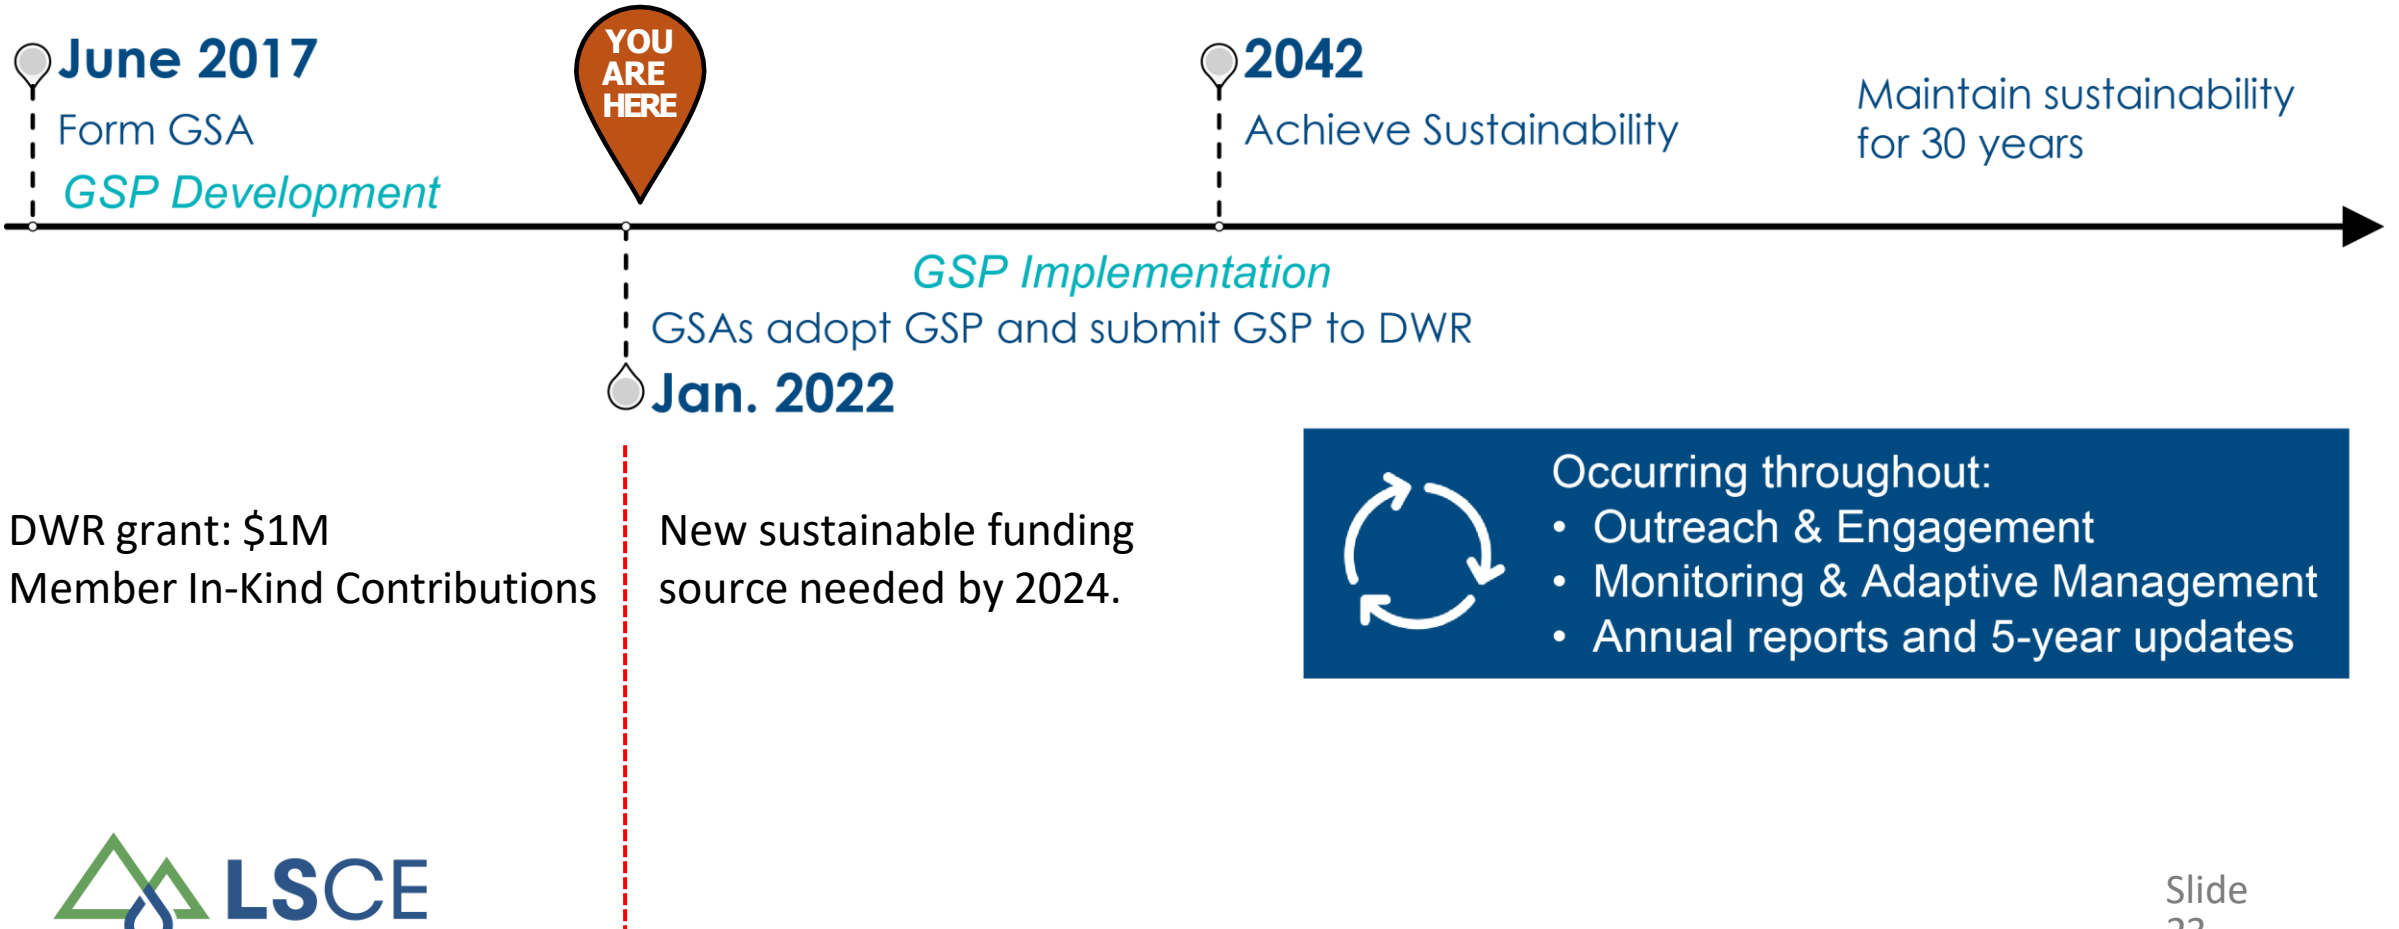 June 2017
Form GSA
GSP Development
YOU
ARE
HERE
2042
Achieve Sustainability
Maintain sustainability
for 30 years
GSP Implementation
GSAs adopt GSP and submit GSP to DWR
Jan. 2022
DWR grant: $1M
Member In-Kind Contributions
New sustainable funding
source needed by 2024.
Occurring throughout:
• Outreach & Engagement
• Monitoring & Adaptive Management
• Annual reports and 5-year updates
LSCE
Slide